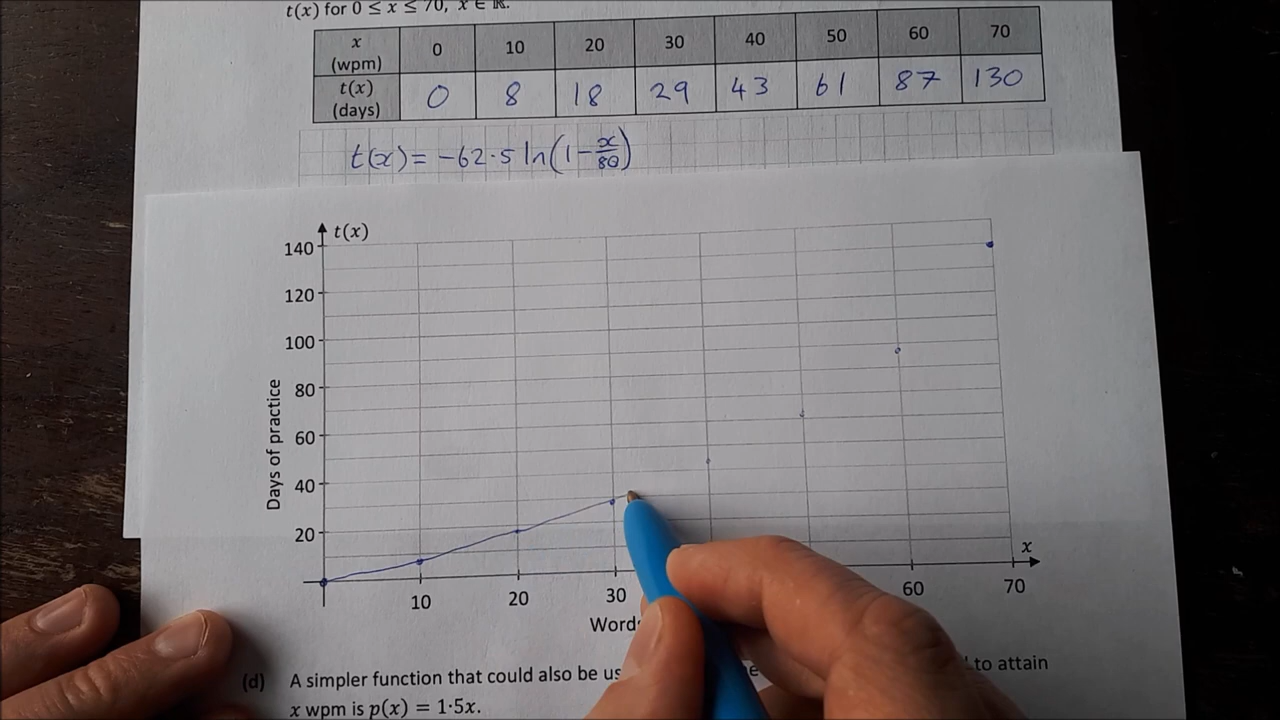 t(x) for 0 ≤ x ≤ 70, x ∈ ℝ.
x (wpm) 0 10 20 30 40 50 60 70
t(x) (days) 0 8 18 29 43 61 87 130
t(x) = -62·5 ln(1 - x/80)
t(x)
140
120
100
80
60
40
20
Days of practice
x
10 20 30 60 70
(d) A simpler function that could also be to attain
x wpm is p(x) = 1·5x.